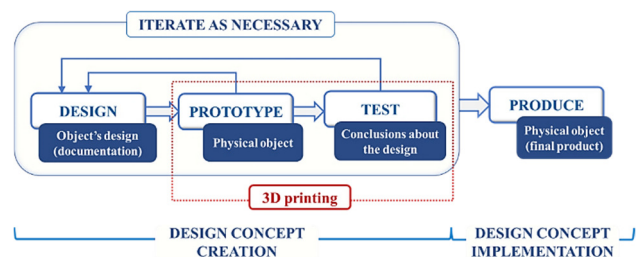 ITERATE AS NECESSARY
DESIGN
Object's design
(documentation)
PROTOTYPE
Physical object
TEST
Conclusions about
the design
PRODUCE
Physical object
(final product)
3D printing
DESIGN CONCEPT
CREATION
DESIGN CONCEPT
IMPLEMENTATION